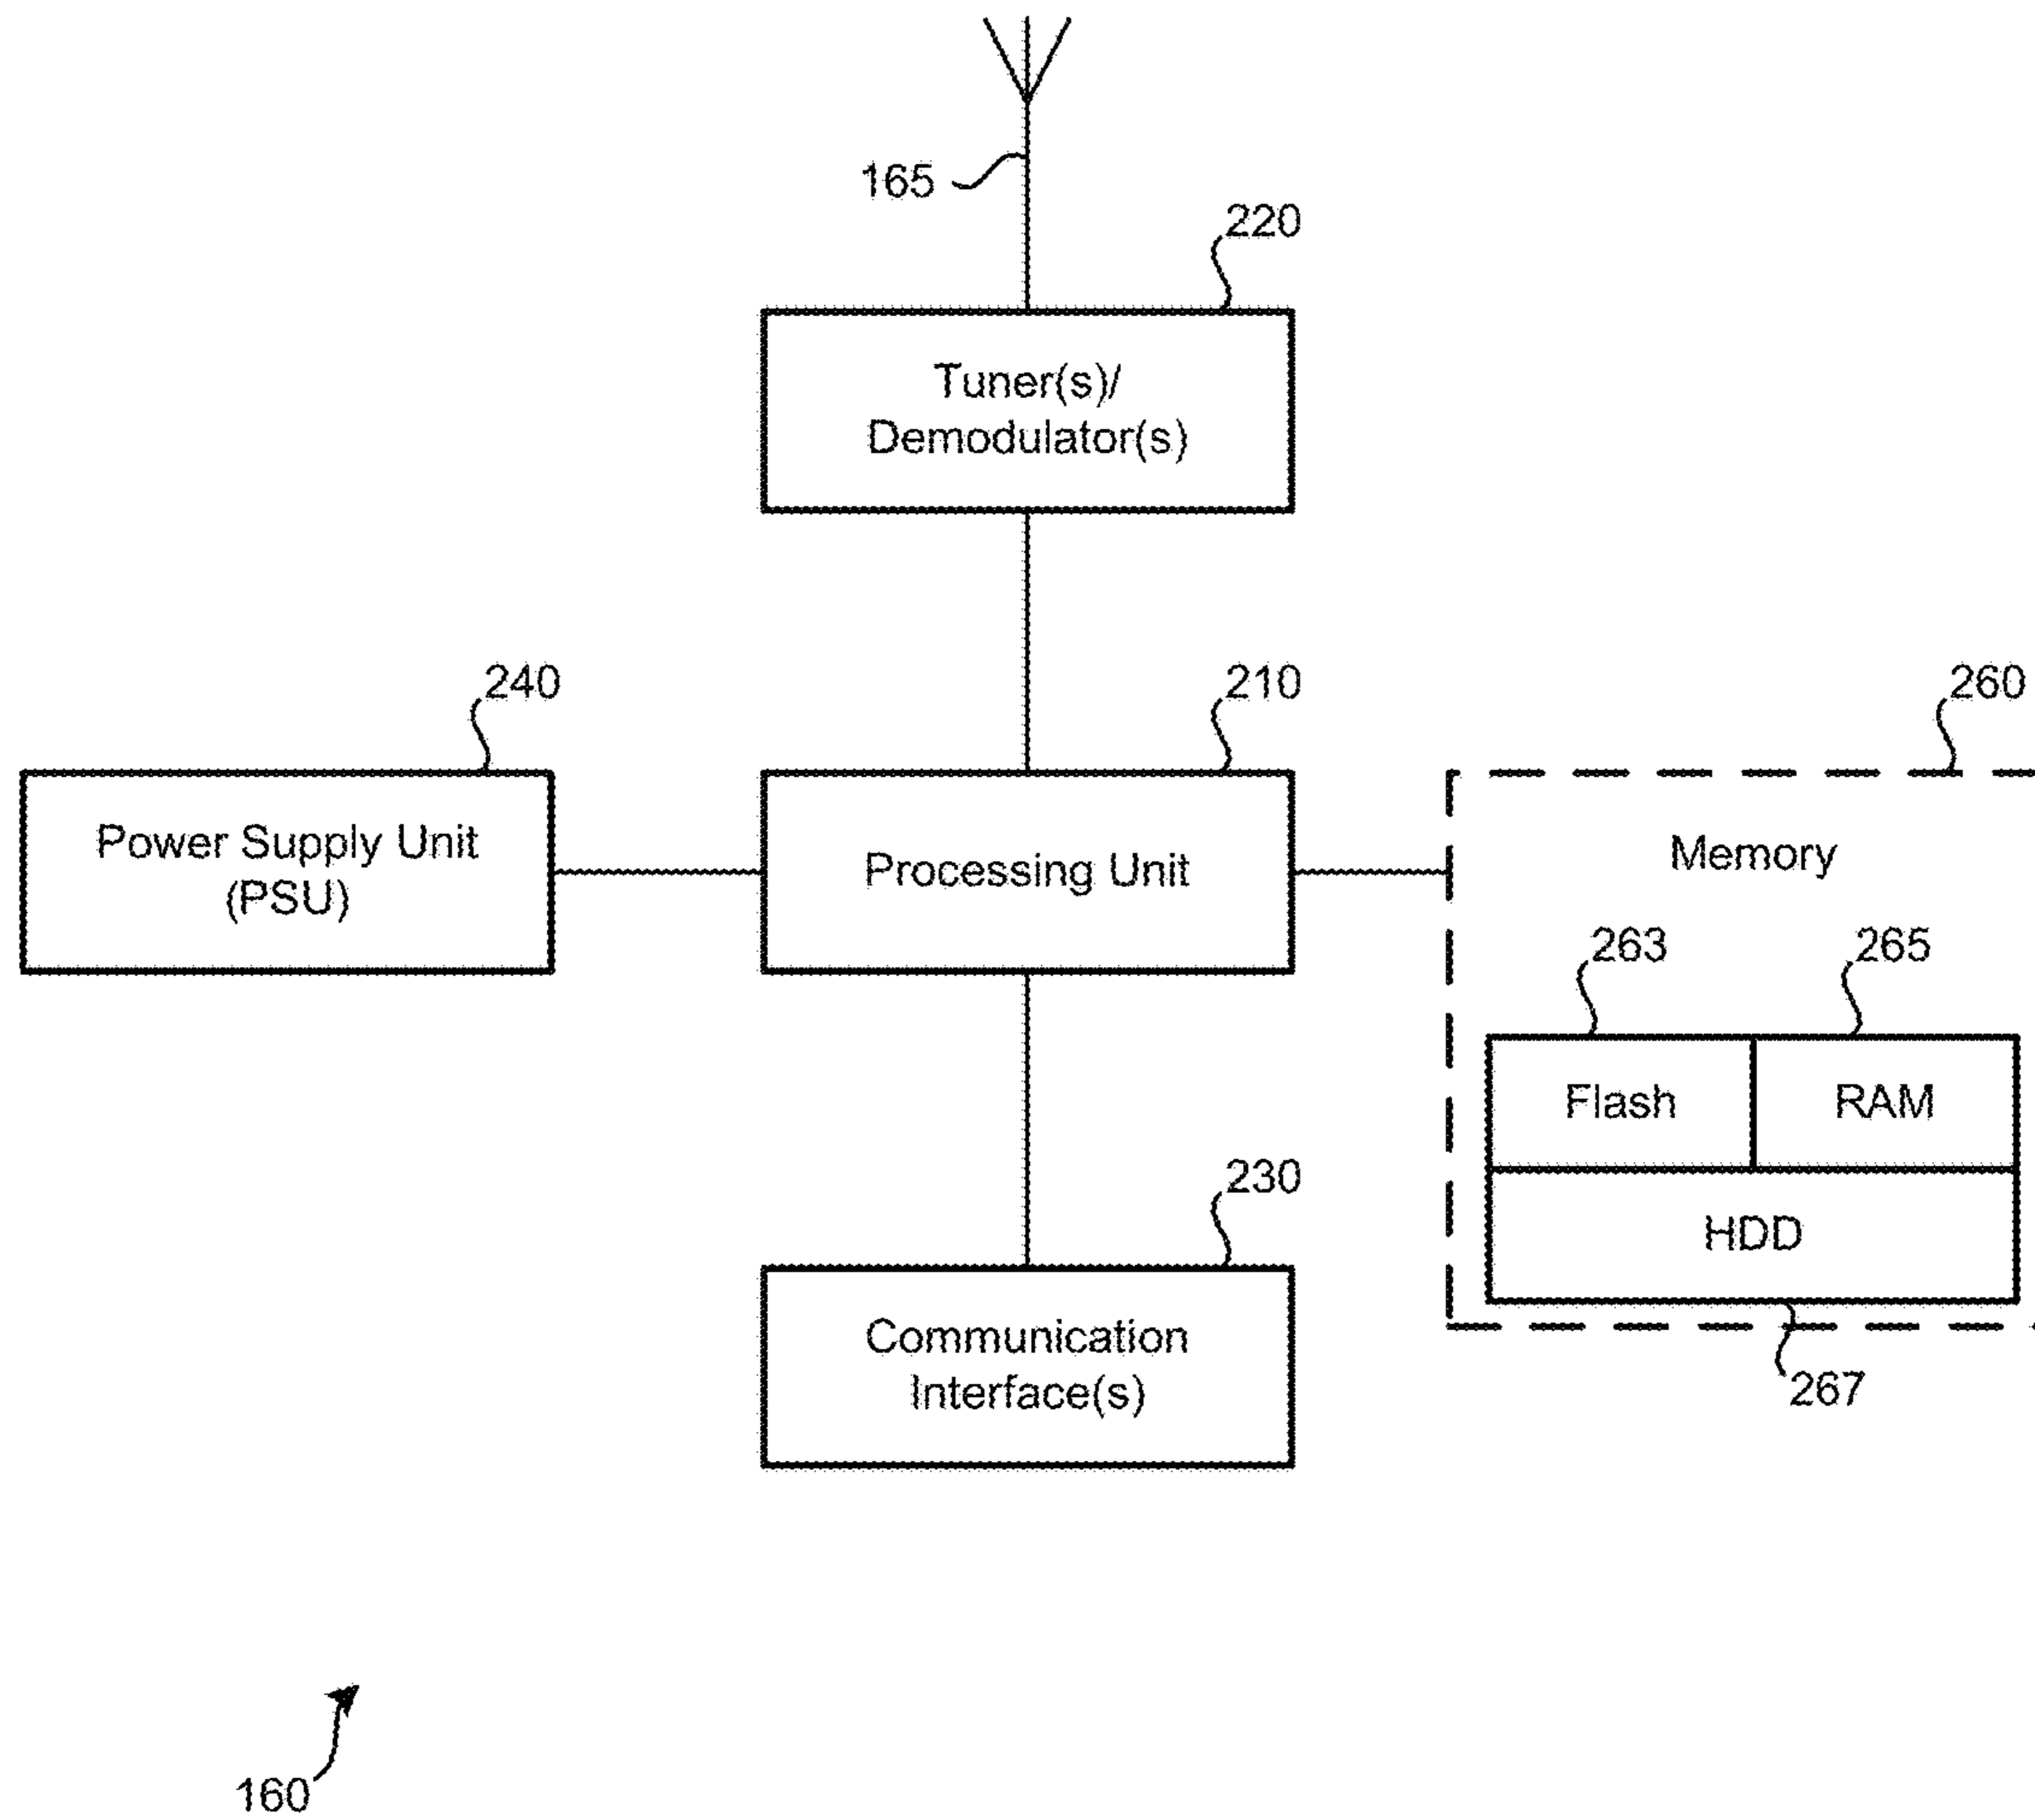 165
220
Tuner(s)/
Demodulator(s)
240
210
260
Power Supply Unit
(PSU)
Processing Unit
Memory
263
265
Flash
RAM
HDD
230
Communication
Interface(s)
267
160